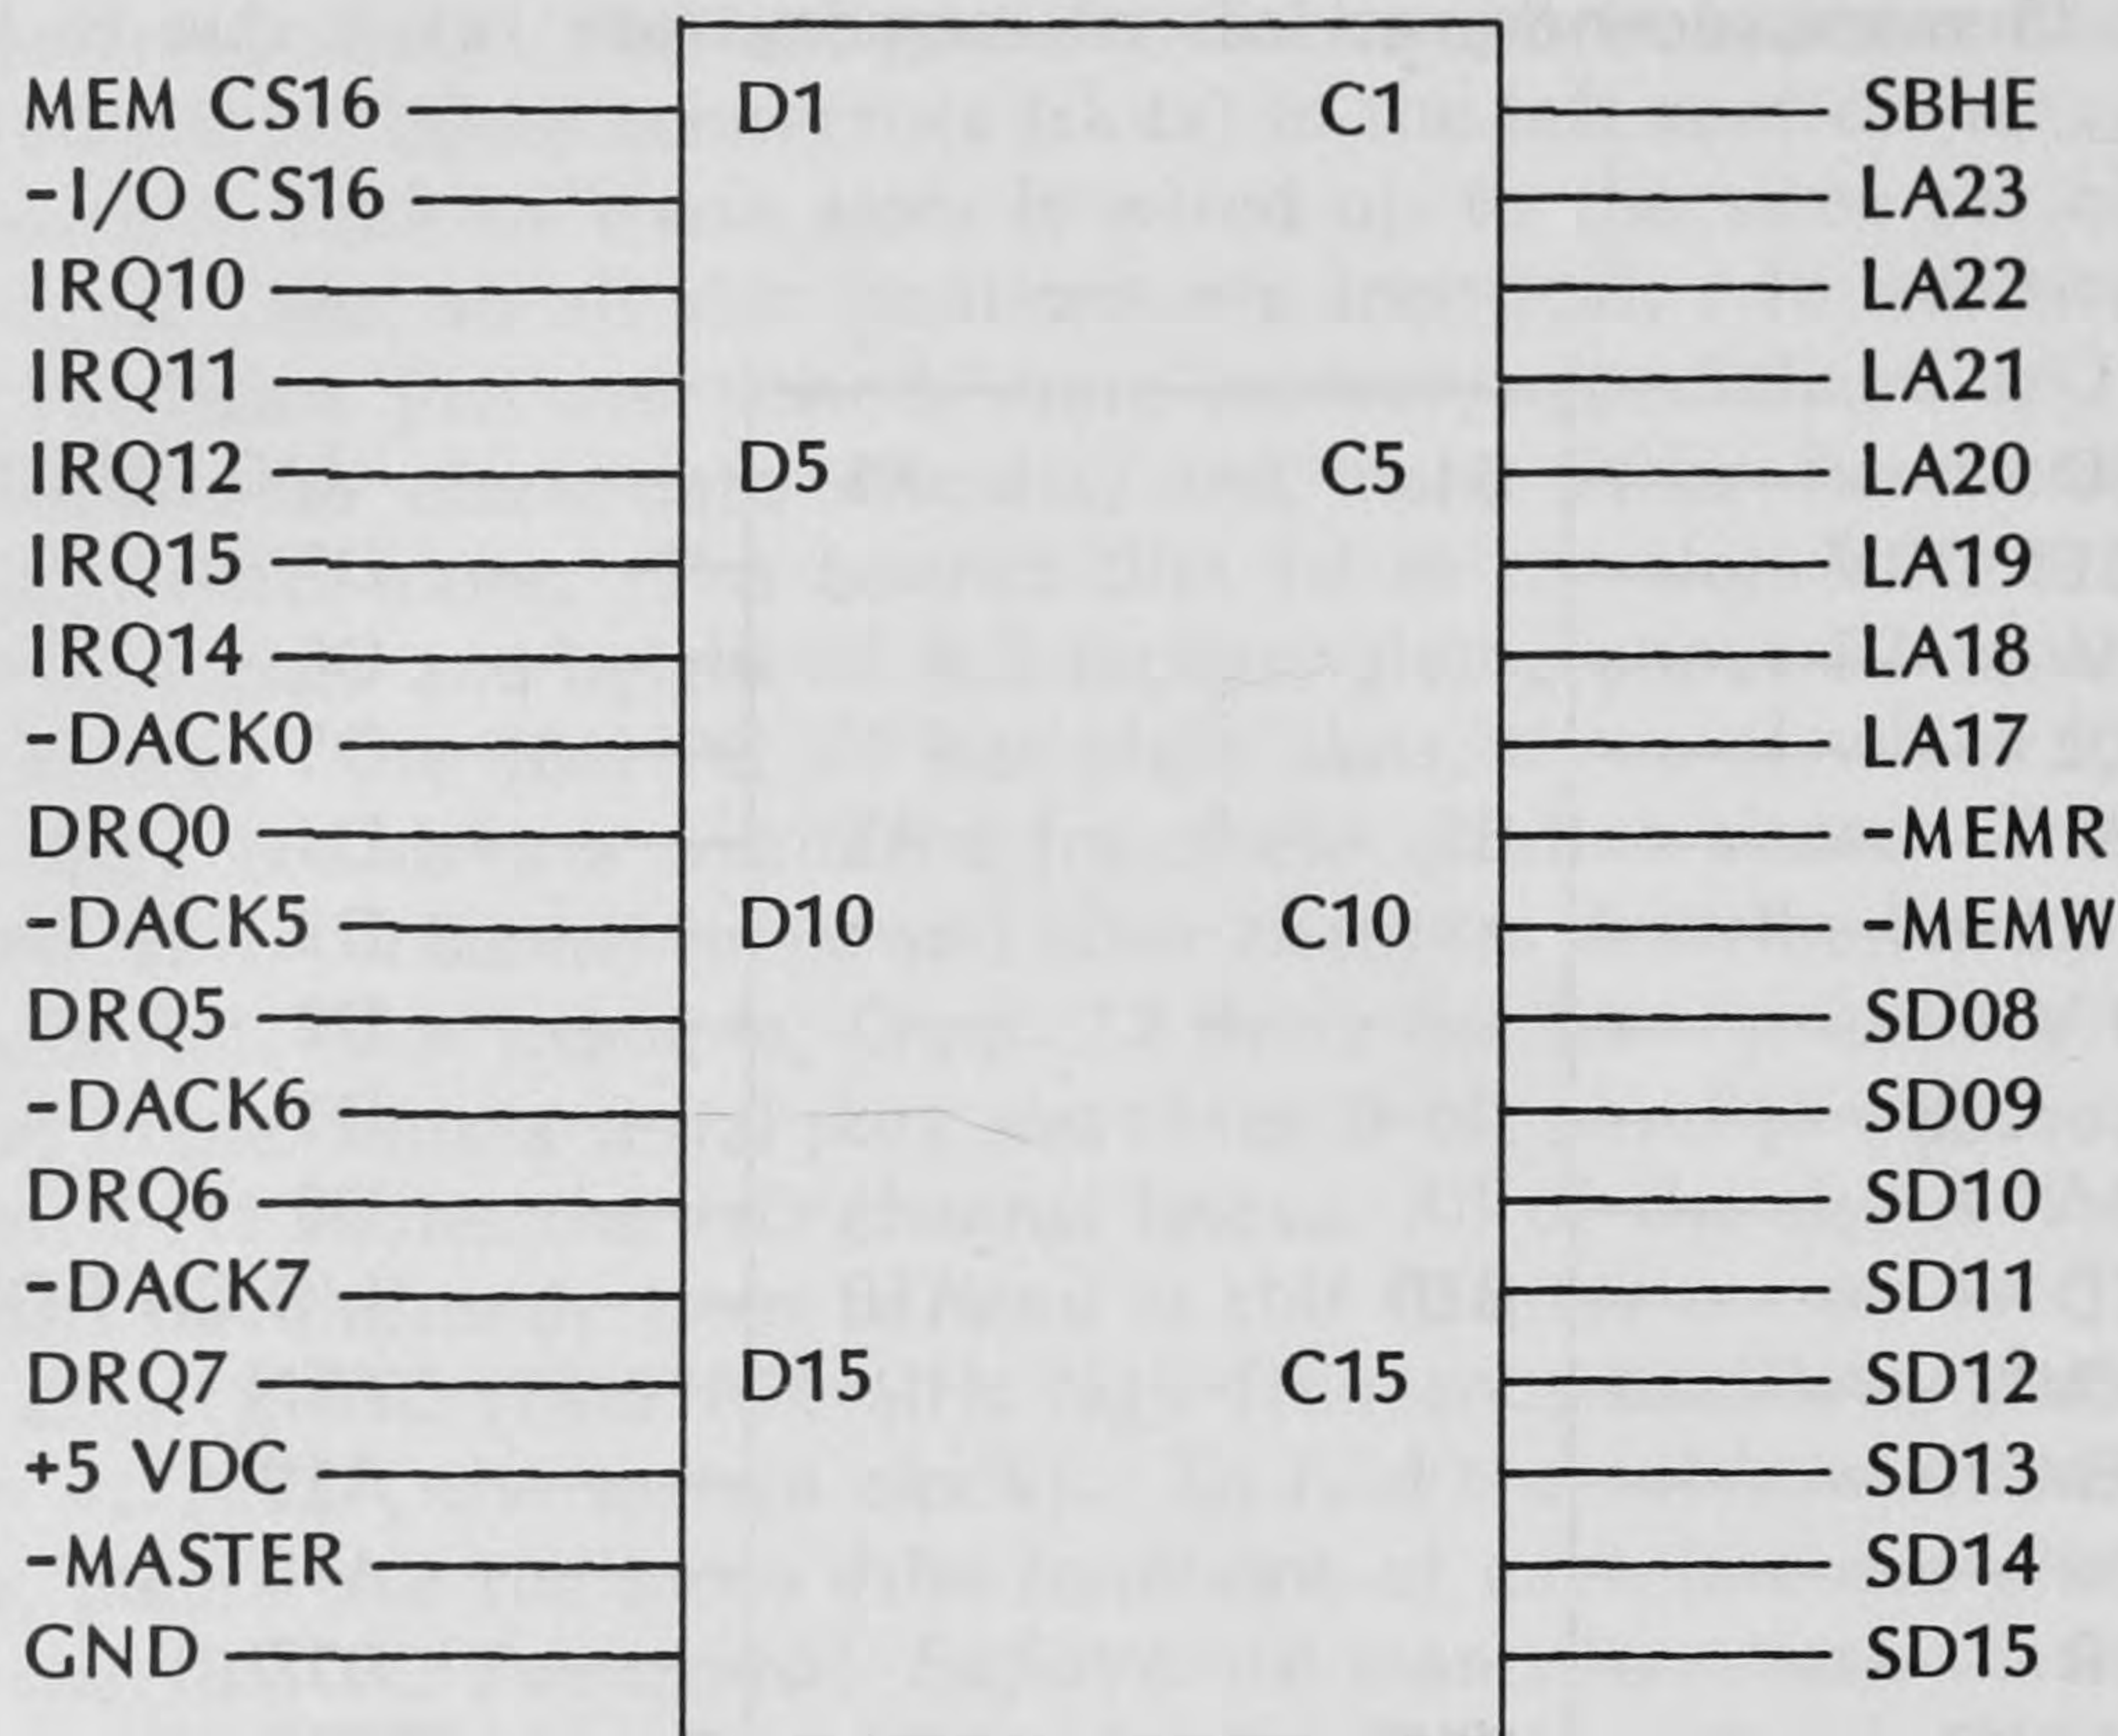 MEM CS16 D1 C1 SBHE
-I/O CS16 LA23
IRQ10 LA22
IRQ11 LA21
IRQ12 D5 C5 LA20
IRQ15 LA19
IRQ14 LA18
-DACK0 LA17
DRQ0 -MEMR
-DACK5 D10 C10 -MEMW
DRQ5 SD08
-DACK6 SD09
DRQ6 SD10
-DACK7 SD11
DRQ7 D15 C15 SD12
+5 VDC SD13
-MASTER SD14
GND SD15